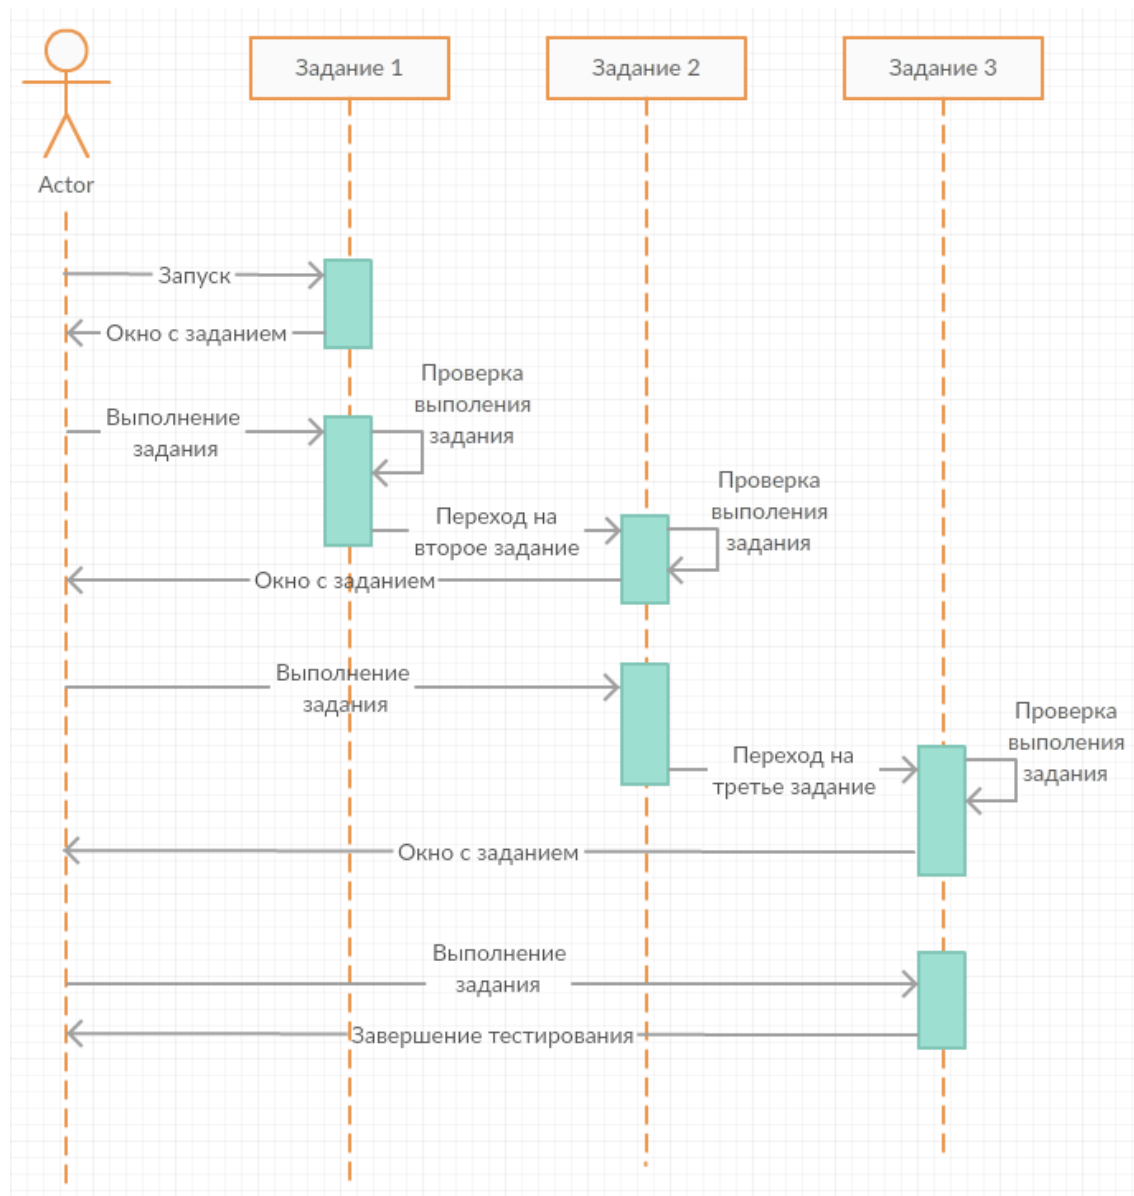 Задание 1
Задание 2
Задание 3
Actor
Запуск
Окно с заданием
Проверка
выполения
задания
Выполнение
задания
Проверка
выполения
задания
Переход на
второе задание
Окно с заданием
Выполнение
задания
Проверка
выполения
задания
Переход на
третье задание
Окно с заданием
Выполнение
задания
Завершение тестирования